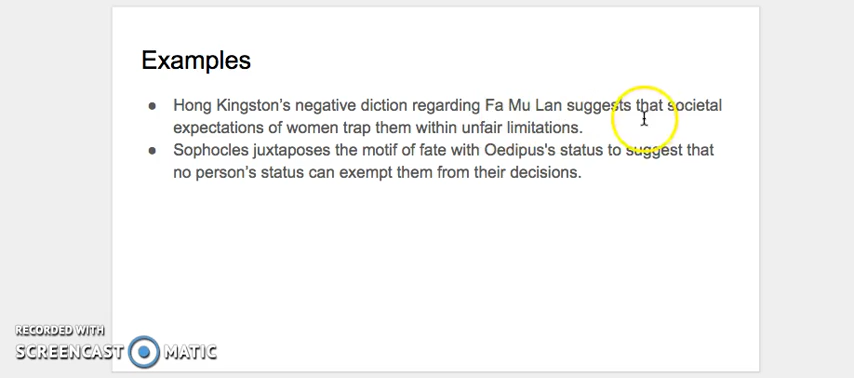 Examples
● Hong Kingston's negative diction regarding Fa Mu Lan suggests that societal
expectations of women trap them within unfair limitations.
● Sophocles juxtaposes the motif of fate with Oedipus's status to suggest that
no person's status can exempt them from their decisions.
RECORDED WITH
SCREENCAST MATIC